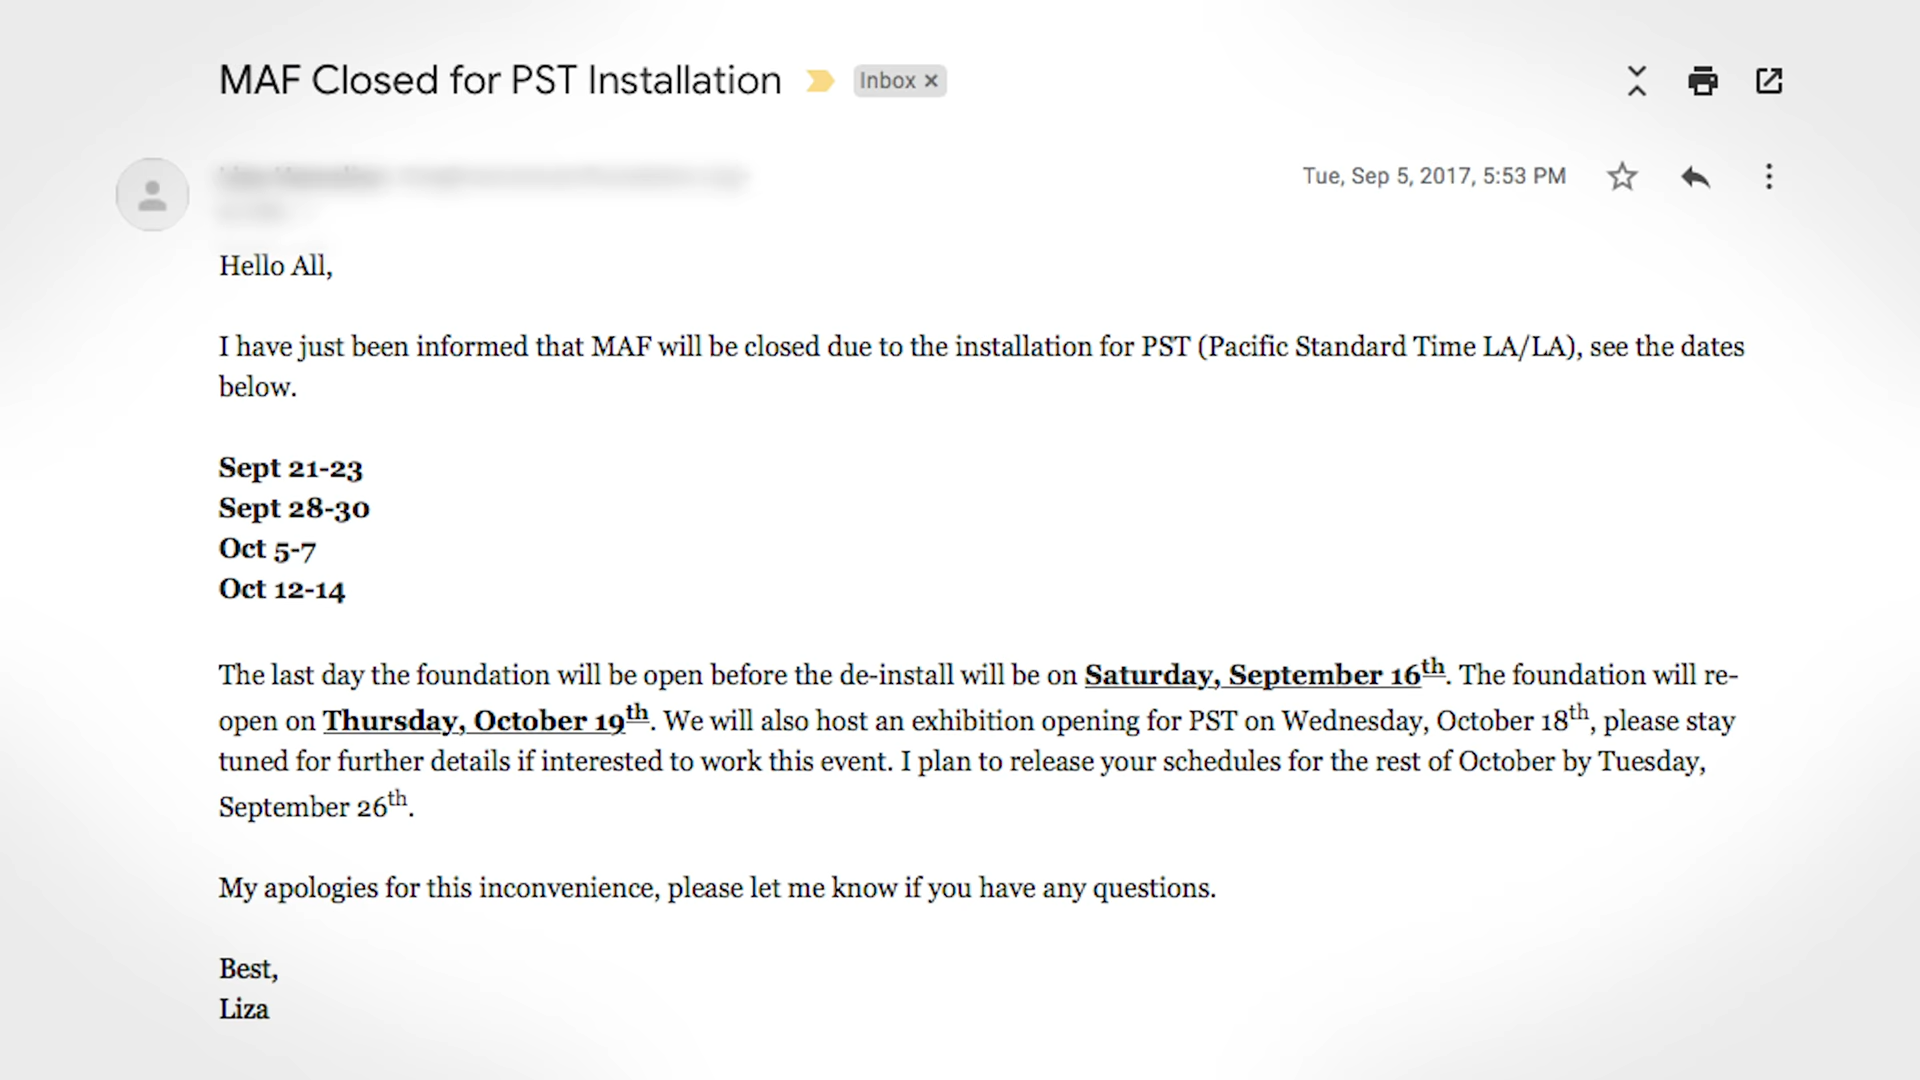 MAF Closed for PST Installation Inbox ×
Tue, Sep 5, 2017, 5:53 PM
Hello All,
I have just been informed that MAF will be closed due to the installation for PST (Pacific Standard Time LA/LA), see the dates
below.
Sept 21-23
Sept 28-30
Oct 5-7
Oct 12-14
The last day the foundation will be open before the de-install will be on Saturday, September 16th. The foundation will re-
open on Thursday, October 19th. We will also host an exhibition opening for PST on Wednesday, October 18th, please stay
tuned for further details if interested to work this event. I plan to release your schedules for the rest of October by Tuesday,
September 26th.
My apologies for this inconvenience, please let me know if you have any questions.
Best,
Liza